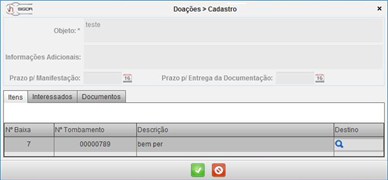 Doações > Cadastro
Objeto: * teste
Informações Adicionais:
Prazo p/ Manifestação: Prazo p/ Entrega da Documentação:
Itens Interessados Documentos
Nº Baixa Nº Tombamento Descrição Destino
7 00000789 bem per